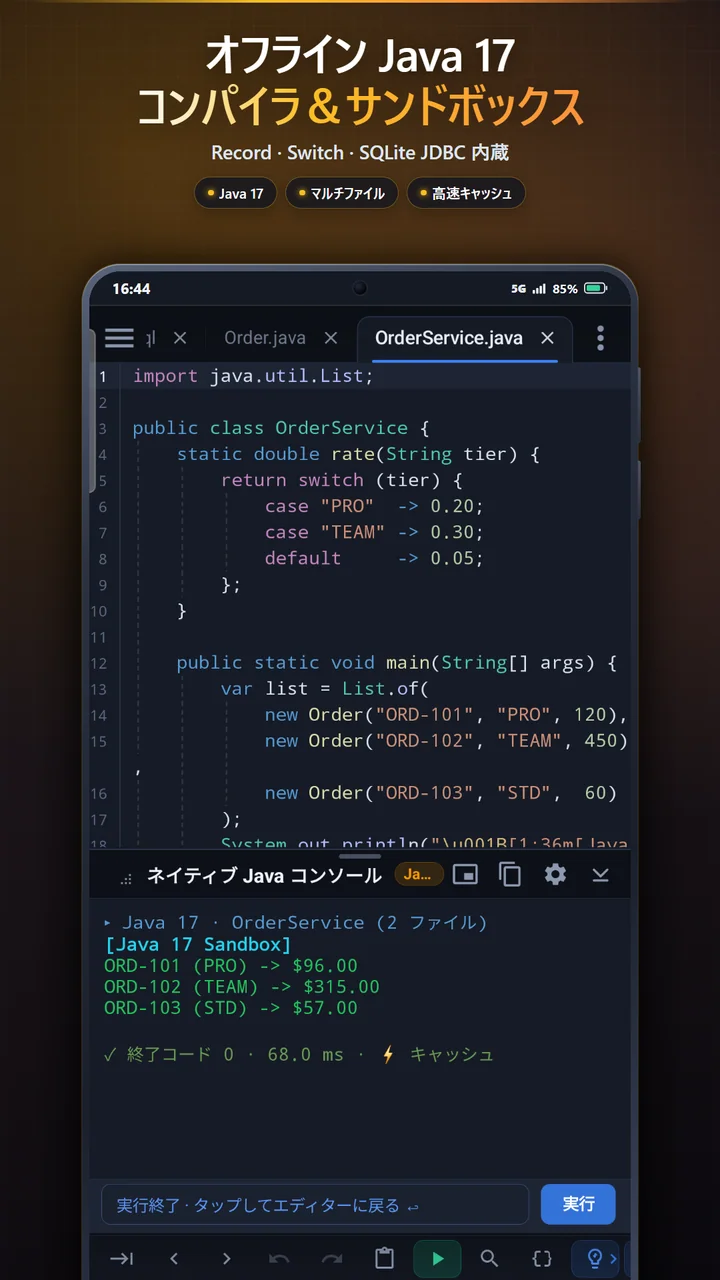 オフライン Java 17
コンパイラ＆サンドボックス
Record · Switch · SQLite JDBC 内蔵
Java 17 マルチファイル 高速キャッシュ
16:44 5G 85%
ql × Order.java × OrderService.java ×
1 import java.util.List;
2
3 public class OrderService {
4 static double rate(String tier) {
5 return switch (tier) {
6 case "PRO" -> 0.20;
7 case "TEAM" -> 0.30;
8 default -> 0.05;
9 };
10 }
11
12 public static void main(String[] args) {
13 var list = List.of(
14 new Order("ORD-101", "PRO", 120),
15 new Order("ORD-102", "TEAM", 450)
,
16 new Order("ORD-103", "STD", 60)
17 );
18 System.out.println("\u001B[1;36m[Java
ネイティブ Java コンソール Ja...
▸ Java 17 · OrderService (2 ファイル)
[Java 17 Sandbox]
ORD-101 (PRO) -> $96.00
ORD-102 (TEAM) -> $315.00
ORD-103 (STD) -> $57.00
✓ 終了コード 0 · 68.0 ms · ⚡ キャッシュ
実行終了 · タップしてエディターに戻る ↩ 実行